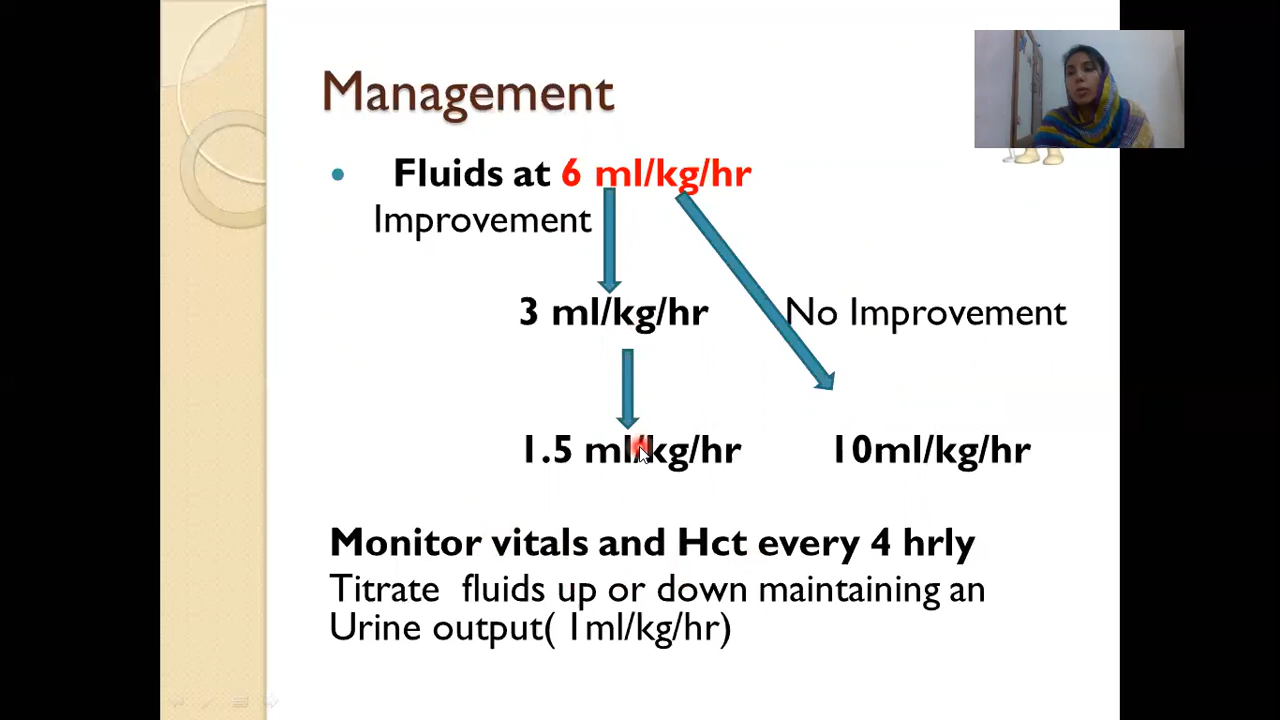 Management
• Fluids at 6 ml/kg/hr
Improvement
3 ml/kg/hr No Improvement
1.5 ml/kg/hr 10ml/kg/hr
Monitor vitals and Hct every 4 hrly
Titrate fluids up or down maintaining an
Urine output( 1ml/kg/hr)